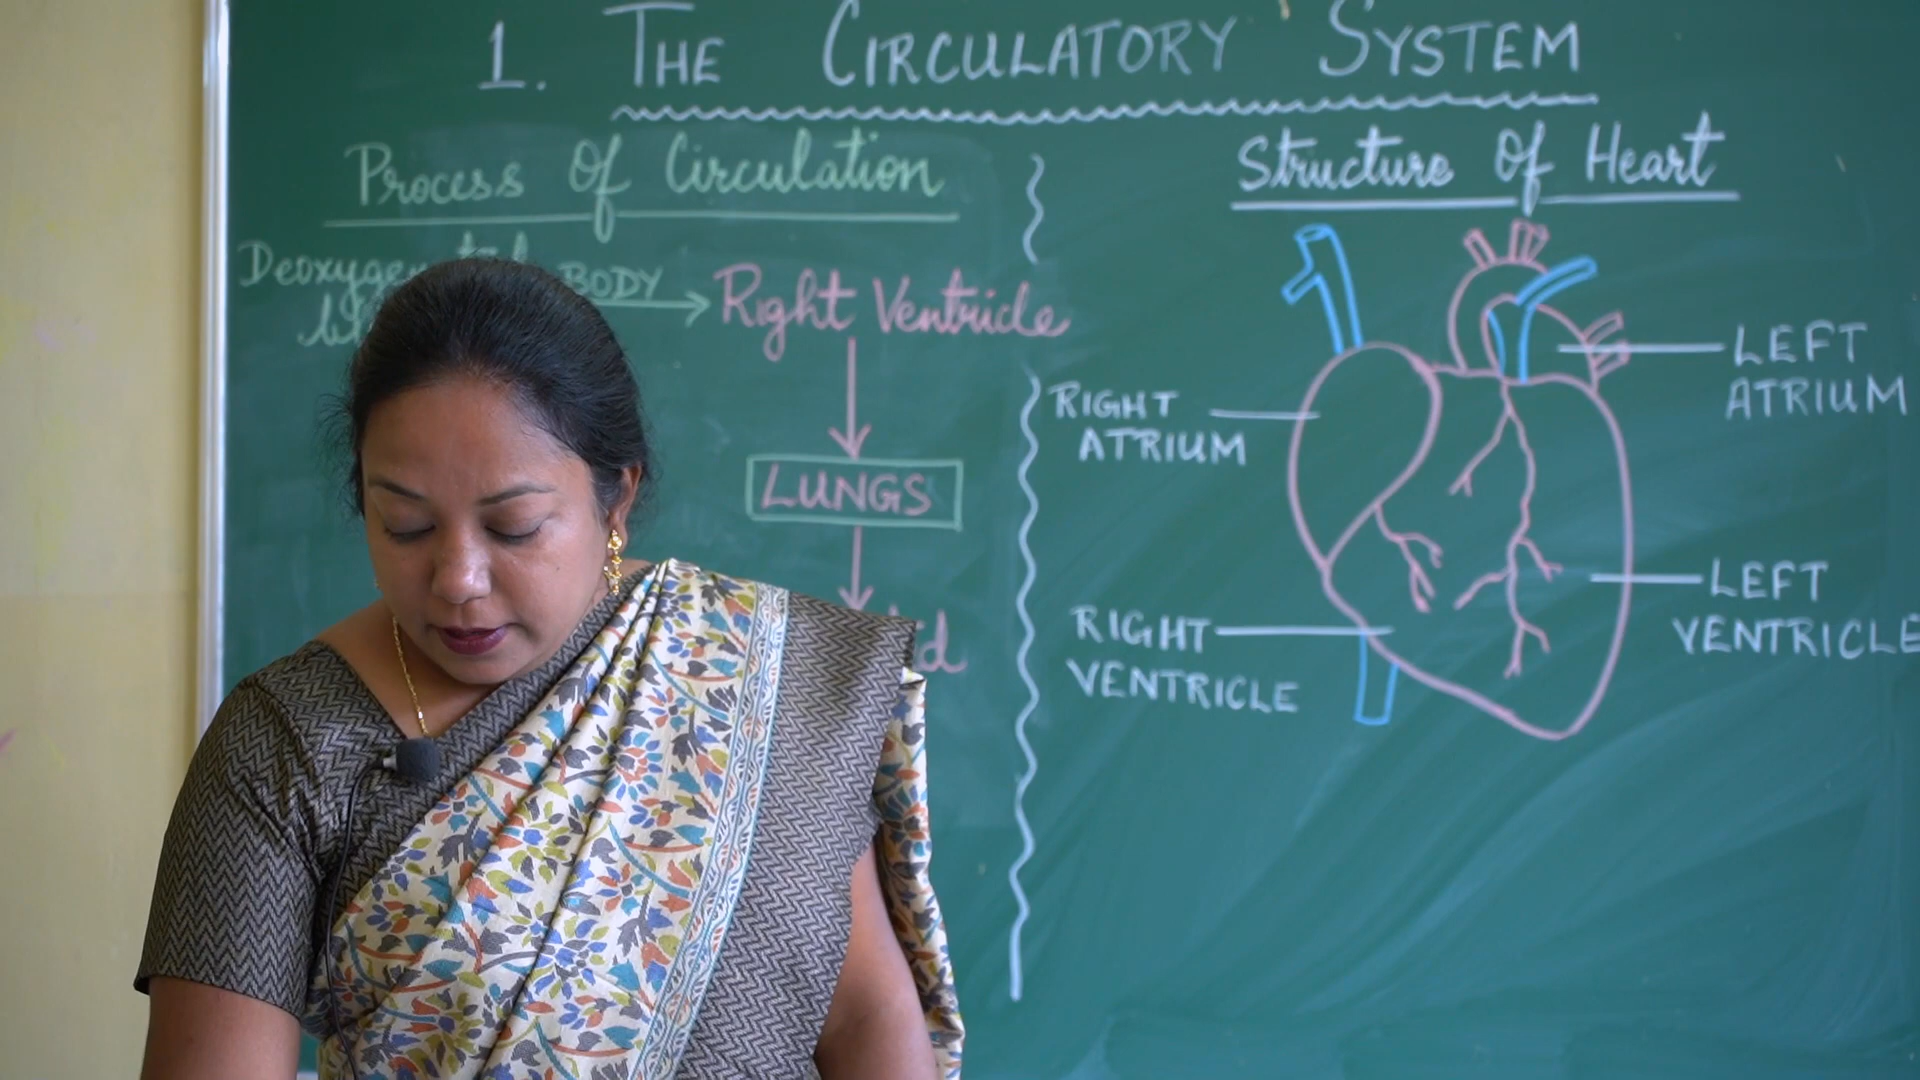 1. THE CIRCULATORY SYSTEM
Process Of Circulation
BODY
Right Ventricle
LUNGS
Structure Of Heart
LEFT
ATRIUM
RIGHT
ATRIUM
LEFT
VENTRICLE
RIGHT
VENTRICLE